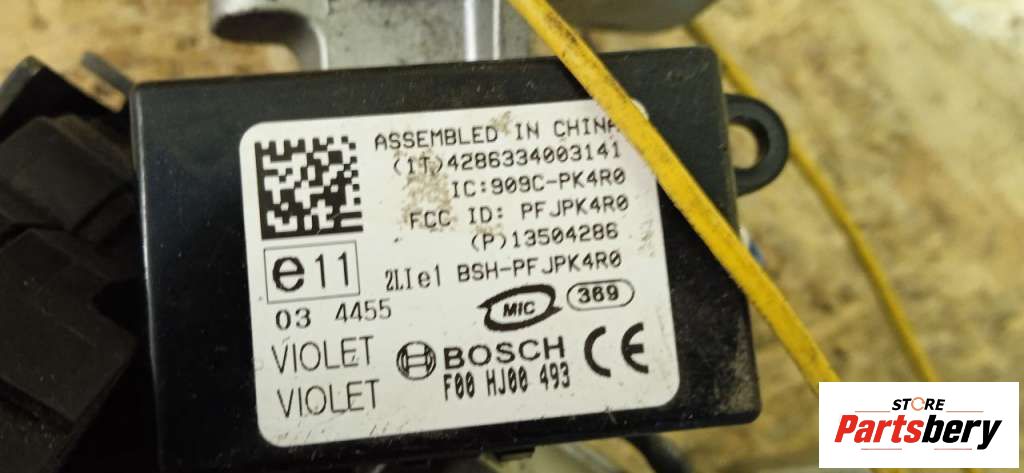 ASSEMBLED IN CHINA
(1T)4286334003141
IC:909C-PK4R0
FCC ID: PFJPK4R0
(P)13504286
e11 BSH-PFJPK4R0
03 4455
MIC 369
VIOLET
BOSCH CE
VIOLET
F00 HJ00 493
STORE
Partsbery